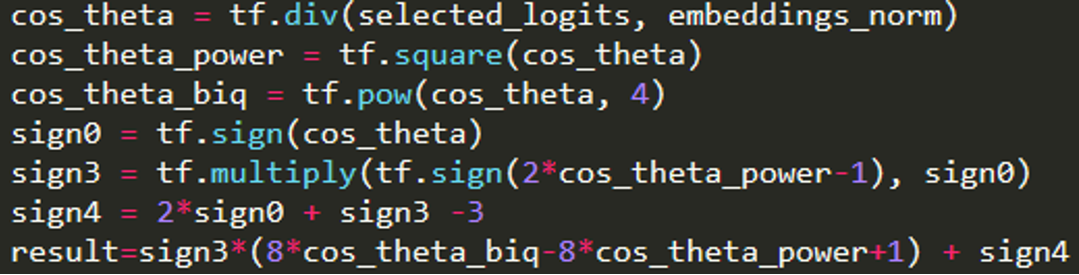 cos_theta = tf.div(selected_logits, embeddings_norm)
cos_theta_power = tf.square(cos_theta)
cos_theta_biq = tf.pow(cos_theta, 4)
sign0 = tf.sign(cos_theta)
sign3 = tf.multiply(tf.sign(2*cos_theta_power-1), sign0)
sign4 = 2*sign0 + sign3 -3
result=sign3*(8*cos_theta_biq-8*cos_theta_power+1) + sign4